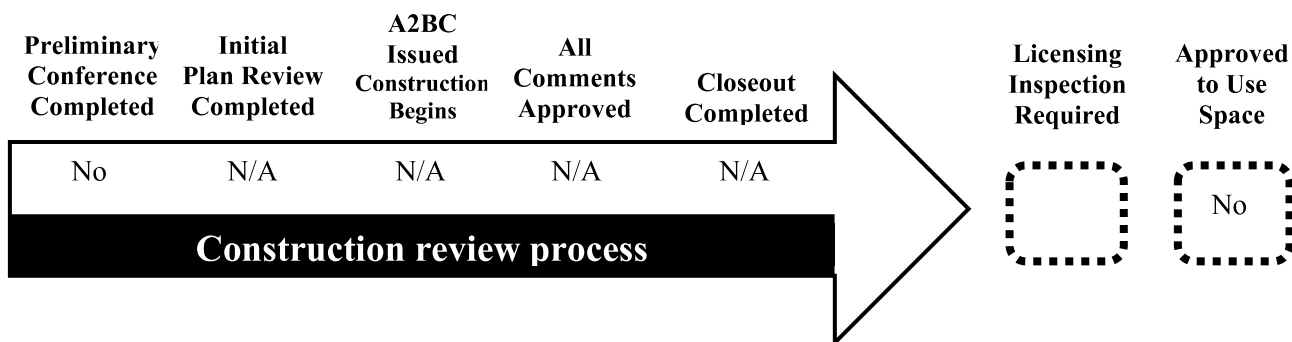 Preliminary
Conference
Completed
Initial
Plan Review
Completed
A2BC
Issued
Construction
Begins
All
Comments
Approved
Closeout
Completed
Licensing
Inspection
Required
Approved
to Use
Space
No
N/A
N/A
N/A
N/A
No
Construction review process